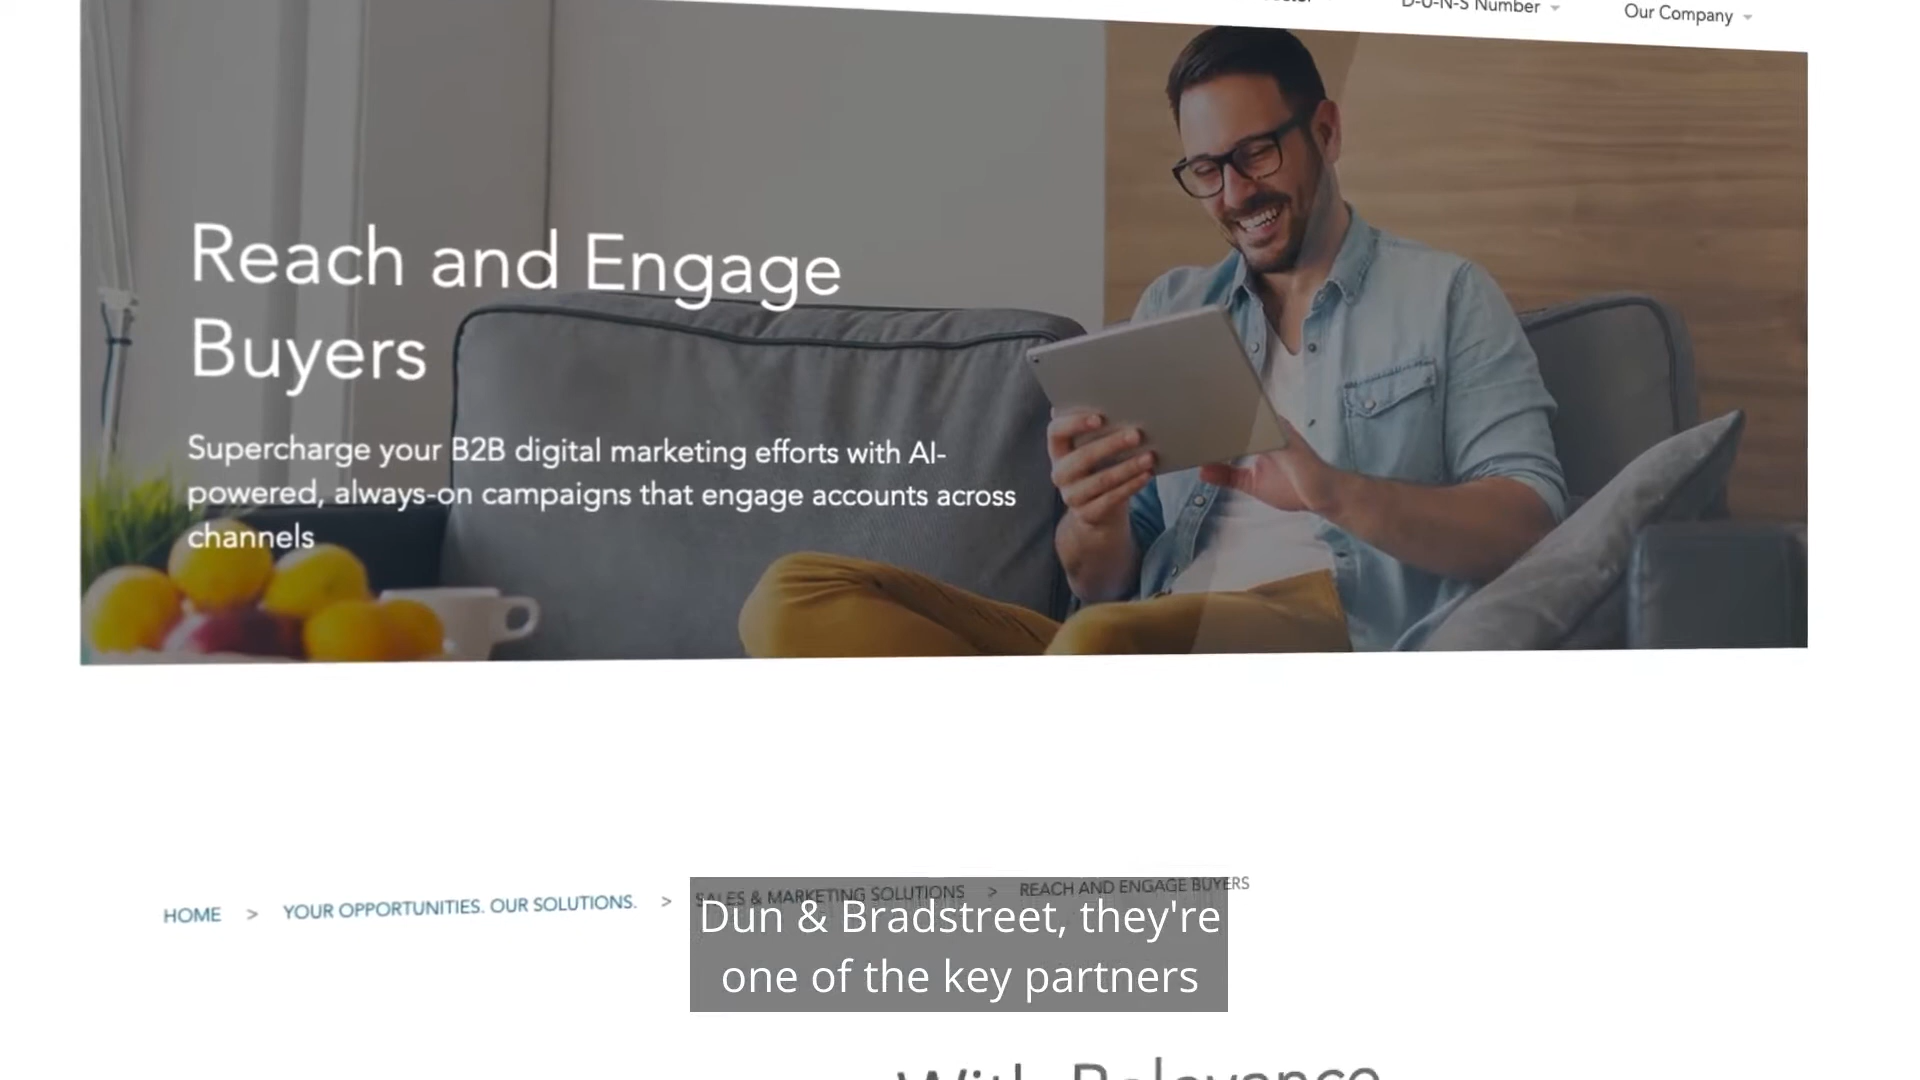 D-U-N-S Number
Our Company
Reach and Engage
Buyers
Supercharge your B2B digital marketing efforts with AI-
powered, always-on campaigns that engage accounts across
channels
HOME > YOUR OPPORTUNITIES. OUR SOLUTIONS. > SALES & MARKETING SOLUTIONS > REACH AND ENGAGE BUYERS
Dun & Bradstreet, they're
one of the key partners
With Relevance